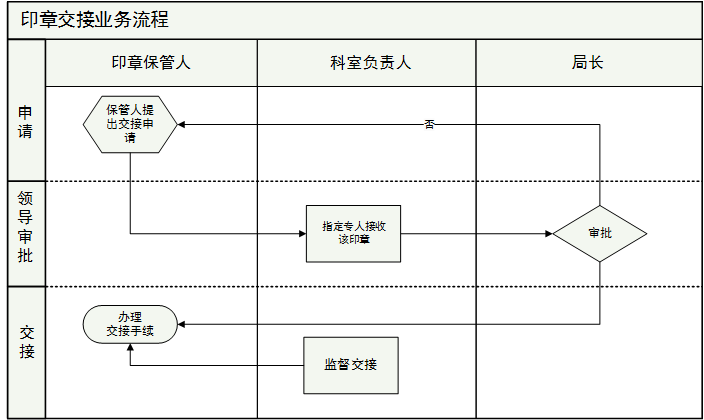 印章交接业务流程
印章保管人
科室负责人
局长
申
请
保管人提
出交接申
请
否
领
导
审
批
指定专人接收
该印章
审批
交
接
办理
交接手续
监督交接